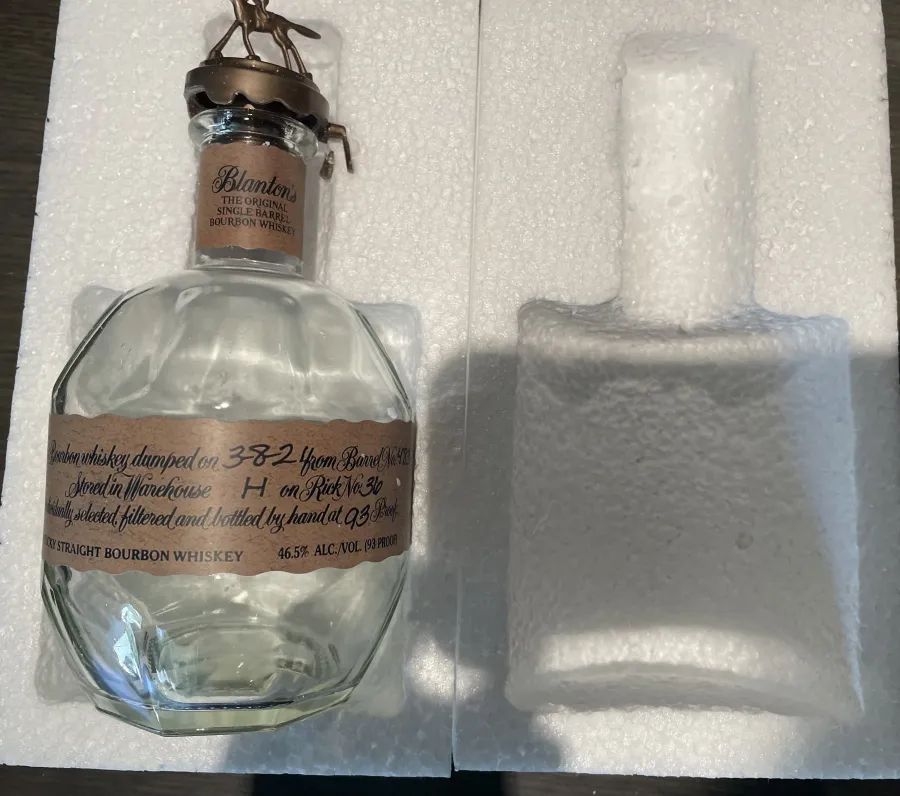 Blanton's
THE ORIGINAL
SINGLE BARREL
BOURBON WHISKEY
Bourbon whiskey dumped on 3-8-24 from Barrel No.
Stored in Warehouse H on Rick No. 36
selected, filtered and bottled by hand at 93 Proof.
STRAIGHT BOURBON WHISKEY 46.5% ALC./VOL. (93 PROOF)